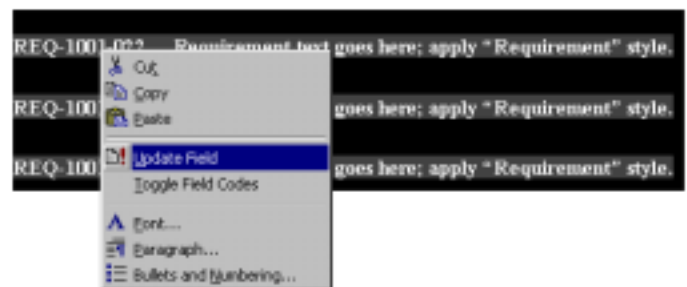 REQ-1001-022 Requirement text goes here; apply “Requirement” style.
Cut
Copy
REQ-100 goes here; apply “Requirement” style.
Paste
Update Field
REQ-100 goes here; apply “Requirement” style.
Toggle Field Codes
Font...
Paragraph...
Bullets and Numbering...